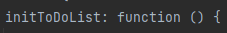 initToDoList: function () {